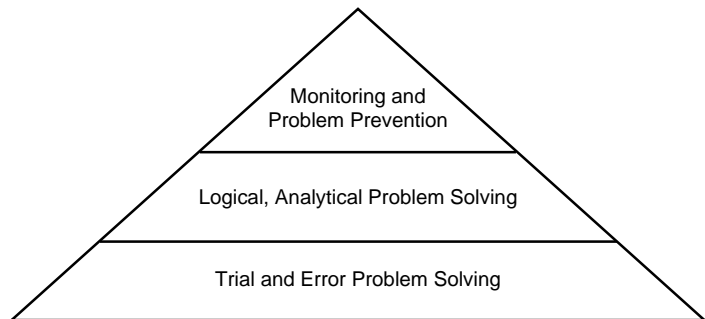 Monitoring and
Problem Prevention
Logical, Analytical Problem Solving
Trial and Error Problem Solving